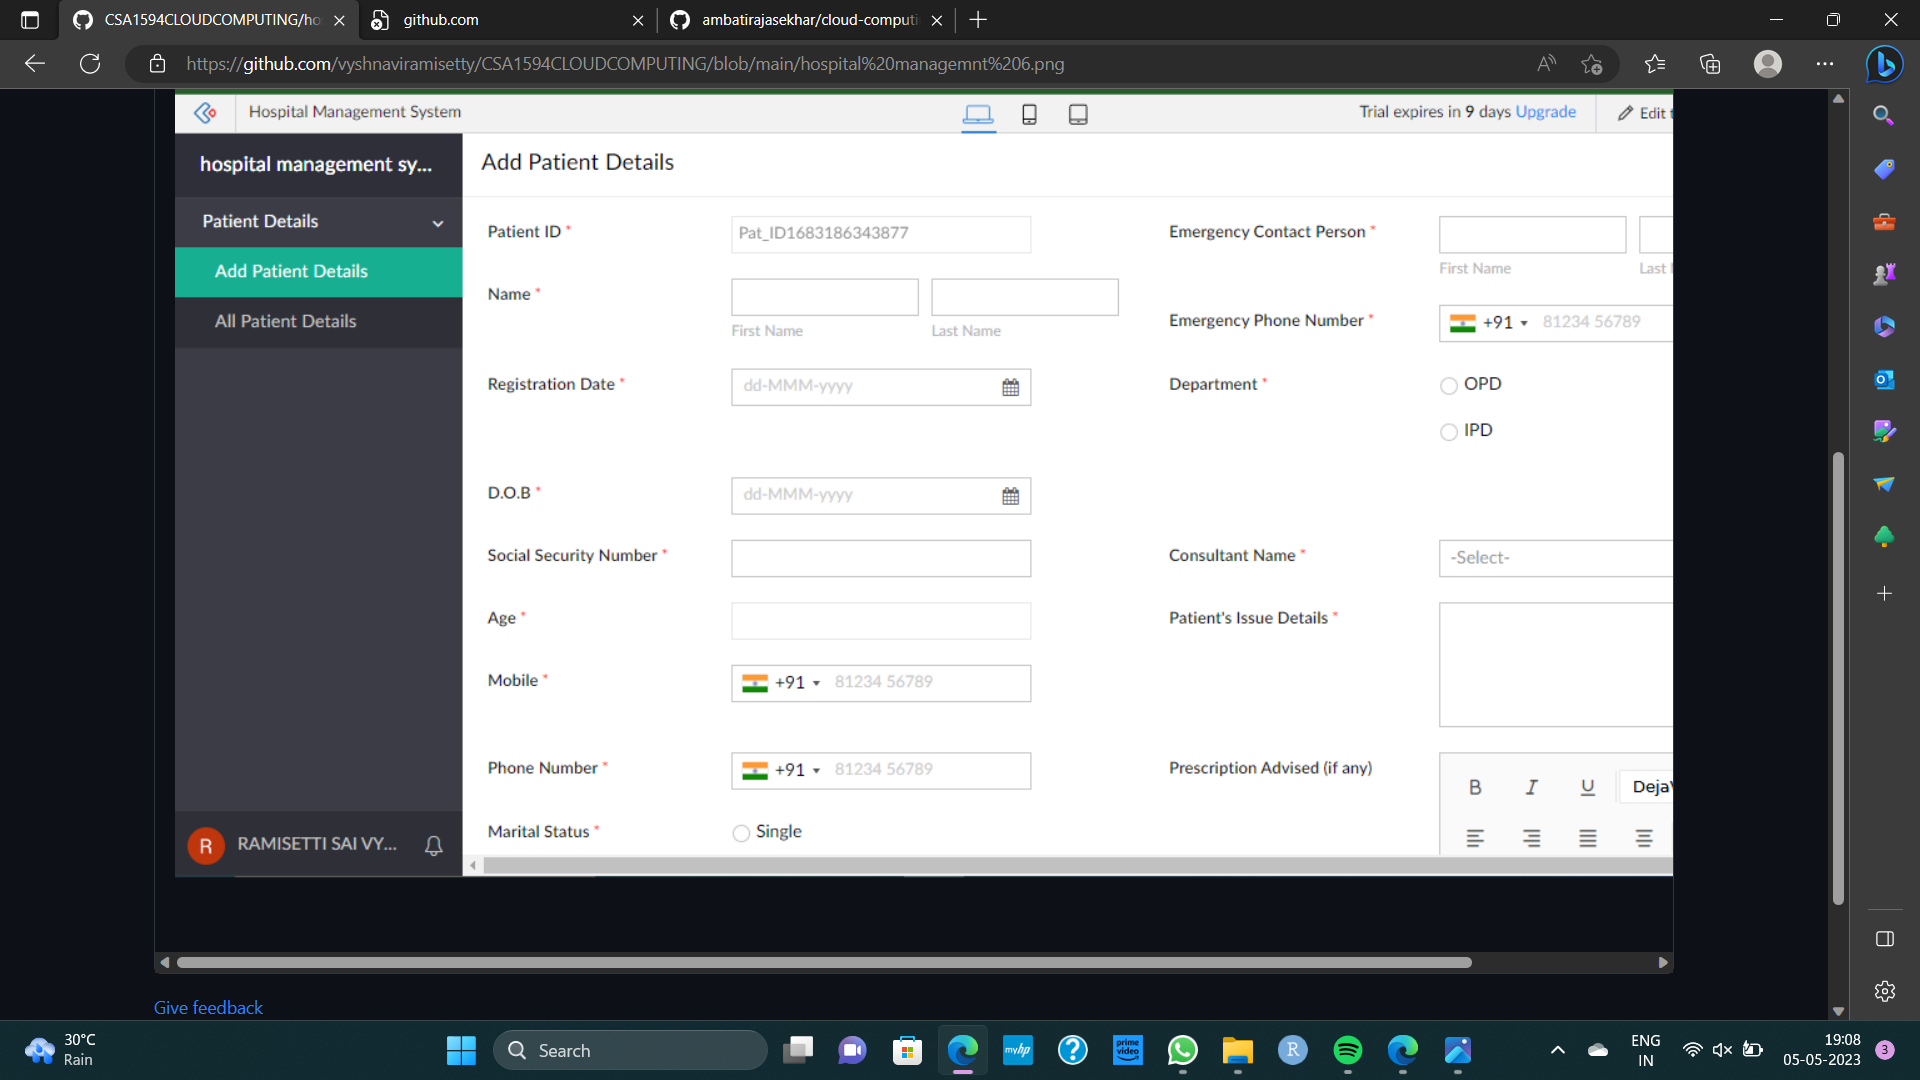 CSA1594CLOUDCOMPUTING/ho
github.com
ambatirajasekhar/cloud-computi
https://github.com/vyshnaviramisetty/CSA1594CLOUDCOMPUTING/blob/main/hospital%20managemnt%206.png
Hospital Management System
Trial expires in 9 days Upgrade
Edit t
hospital management sy...
Patient Details
Add Patient Details
All Patient Details
RAMISETTI SAI VY...
R
Add Patient Details
Patient ID *
Pat_ID1683186343877
Name *
First Name
Last Name
Registration Date *
dd-MMM-yyyy
D.O.B *
dd-MMM-yyyy
Social Security Number *
Age *
Mobile *
+91 81234 56789
Phone Number *
+91 81234 56789
Marital Status *
Single
Emergency Contact Person *
First Name
Last
Emergency Phone Number *
+91 81234 56789
Department *
OPD
IPD
Consultant Name *
-Select-
Patient's Issue Details *
Prescription Advised (if any)
B I U DejaV
Give feedback
30°C
Rain
Search
myhp
prime video
R
ENG
IN
19:08
05-05-2023
3